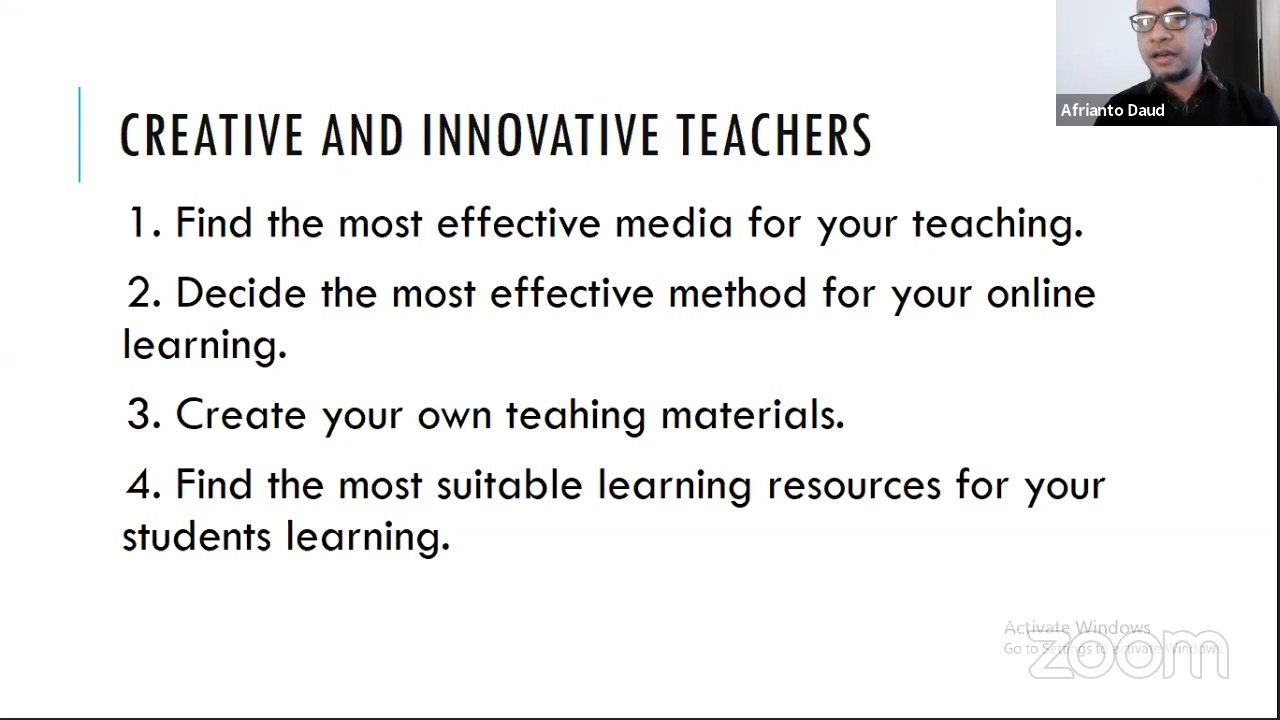 Afrianto Daud
CREATIVE AND INNOVATIVE TEACHERS
1. Find the most effective media for your teaching.
2. Decide the most effective method for your online
learning.
3. Create your own teahing materials.
4. Find the most suitable learning resources for your
students learning.
Activate Windows
Go to Settings to activate Windows.
zoom